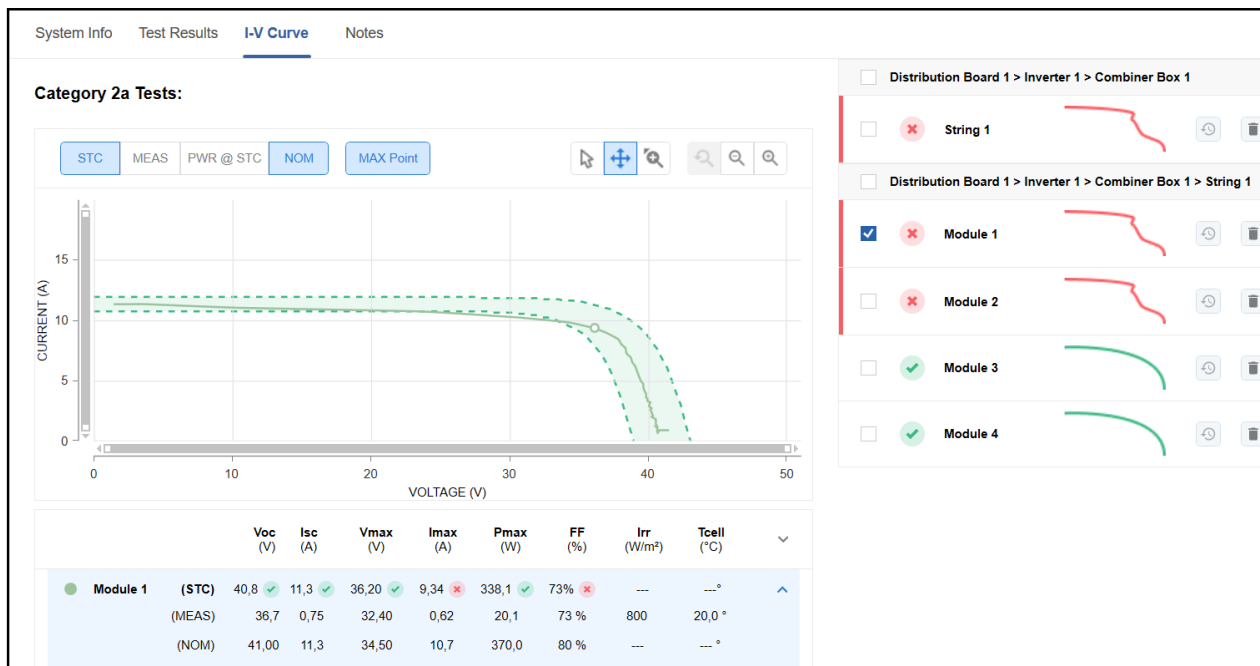 System Info Test Results I-V Curve Notes
Category 2a Tests:
STC MEAS PWR @ STC NOM MAX Point
CURRENT (A)
15
10
5
0
0 10 20 30 40 50
VOLTAGE (V)
Voc Isc Vmax Imax Pmax FF Irr Tcell
(V) (A) (V) (A) (W) (%) (W/m²) (°C)
Module 1 (STC) 40,8 11,3 36,20 9,34 338,1 73% --- ---°
(MEAS) 36,7 0,75 32,40 0,62 20,1 73 % 800 20,0 °
(NOM) 41,00 11,3 34,50 10,7 370,0 80 % --- --- °
Distribution Board 1 > Inverter 1 > Combiner Box 1
String 1
Distribution Board 1 > Inverter 1 > Combiner Box 1 > String 1
Module 1
Module 2
Module 3
Module 4